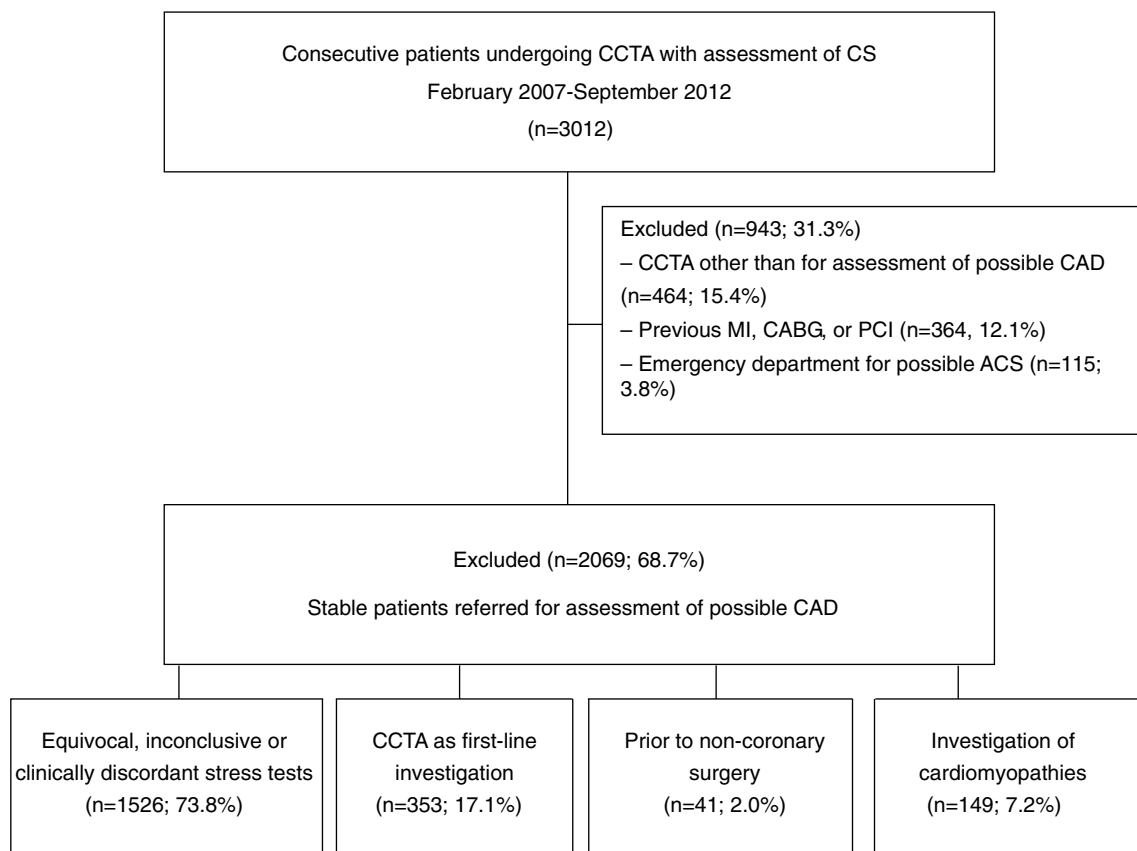 Consecutive patients undergoing CCTA with assessment of CS
February 2007-September 2012
(n=3012)
Excluded (n=943; 31.3%)
– CCTA other than for assessment of possible CAD
(n=464; 15.4%)
– Previous MI, CABG, or PCI (n=364, 12.1%)
– Emergency department for possible ACS (n=115;
3.8%)
Excluded (n=2069; 68.7%)
Stable patients referred for assessment of possible CAD
Equivocal, inconclusive or
clinically discordant stress tests
(n=1526; 73.8%)
CCTA as first-line
investigation
(n=353; 17.1%)
Prior to non-coronary
surgery
(n=41; 2.0%)
Investigation of
cardiomyopathies
(n=149; 7.2%)